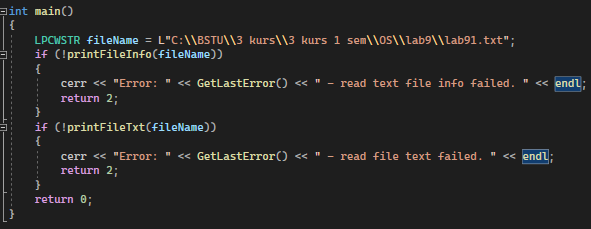 int main()
{
LPCWSTR fileName = L"C:\\BSTU\\3 kurs\\3 kurs 1 sem\\OS\\lab9\\lab91.txt";
if (!printFileInfo(fileName))
{
cerr << "Error: " << GetLastError() << " - read text file info failed. " << endl;
return 2;
}
if (!printFileTxt(fileName))
{
cerr << "Error: " << GetLastError() << " - read file text failed. " << endl;
return 2;
}
return 0;
}